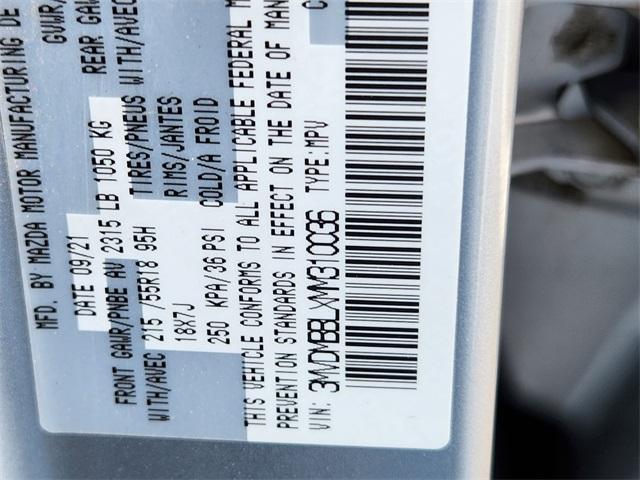 MFD. BY MAZDA MOTOR MANUFACTURING DE
DATE 09/21 GVWR/
FRONT GAWR/PNBE AV 2315 LB 1050 KG REAR GAW
WITH/AVEC 215 /55R18 95H TIRES/PNEUS WITH/AVEC
18X7J RIMS/JANTES
250 KPA/36 PSI COLD/A FROID
THIS VEHICLE CONFORMS TO ALL APPLICABLE FEDERAL M
PREVENTION STANDARDS IN EFFECT ON THE DATE OF MAN
VIN: TYPE:MPV C